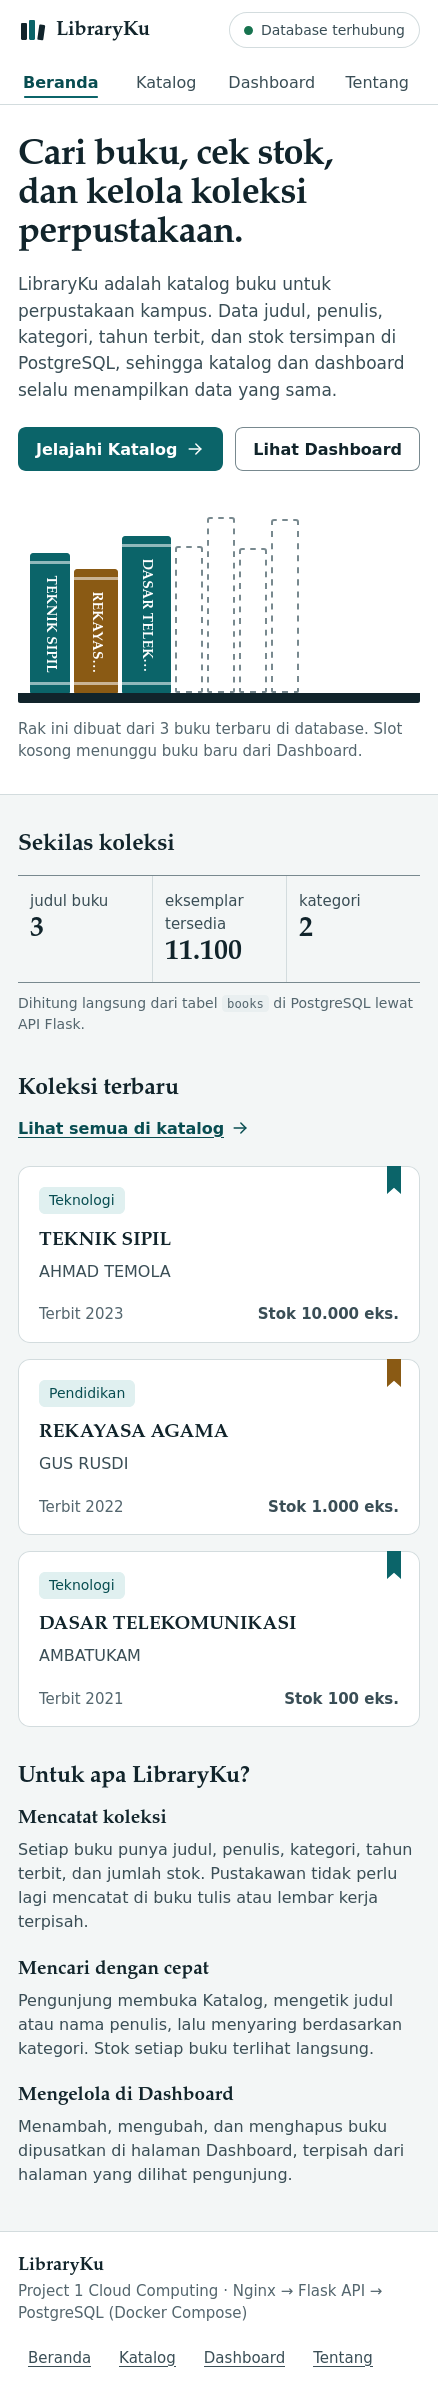 LibraryKu
Database terhubung
Beranda
Katalog
Dashboard
Tentang
Cari buku, cek stok,
dan kelola koleksi
perpustakaan.
LibraryKu adalah katalog buku untuk
perpustakaan kampus. Data judul, penulis,
kategori, tahun terbit, dan stok tersimpan di
PostgreSQL, sehingga katalog dan dashboard
selalu menampilkan data yang sama.
Jelajahi Katalog →
Lihat Dashboard
TEKNIK SIPIL
REKAYAS...
DASAR TELEK...
Rak ini dibuat dari 3 buku terbaru di database. Slot
kosong menunggu buku baru dari Dashboard.
Sekilas koleksi
judul buku
3
eksemplar
tersedia
11.100
kategori
2
Dihitung langsung dari tabel books di PostgreSQL lewat
API Flask.
Koleksi terbaru
Lihat semua di katalog →
Teknologi
TEKNIK SIPIL
AHMAD TEMOLA
Terbit 2023
Stok 10.000 eks.
Pendidikan
REKAYASA AGAMA
GUS RUSDI
Terbit 2022
Stok 1.000 eks.
Teknologi
DASAR TELEKOMUNIKASI
AMBATUKAM
Terbit 2021
Stok 100 eks.
Untuk apa LibraryKu?
Mencatat koleksi
Setiap buku punya judul, penulis, kategori, tahun
terbit, dan jumlah stok. Pustakawan tidak perlu
lagi mencatat di buku tulis atau lembar kerja
terpisah.
Mencari dengan cepat
Pengunjung membuka Katalog, mengetik judul
atau nama penulis, lalu menyaring berdasarkan
kategori. Stok setiap buku terlihat langsung.
Mengelola di Dashboard
Menambah, mengubah, dan menghapus buku
dipusatkan di halaman Dashboard, terpisah dari
halaman yang dilihat pengunjung.
LibraryKu
Project 1 Cloud Computing · Nginx → Flask API →
PostgreSQL (Docker Compose)
Beranda
Katalog
Dashboard
Tentang